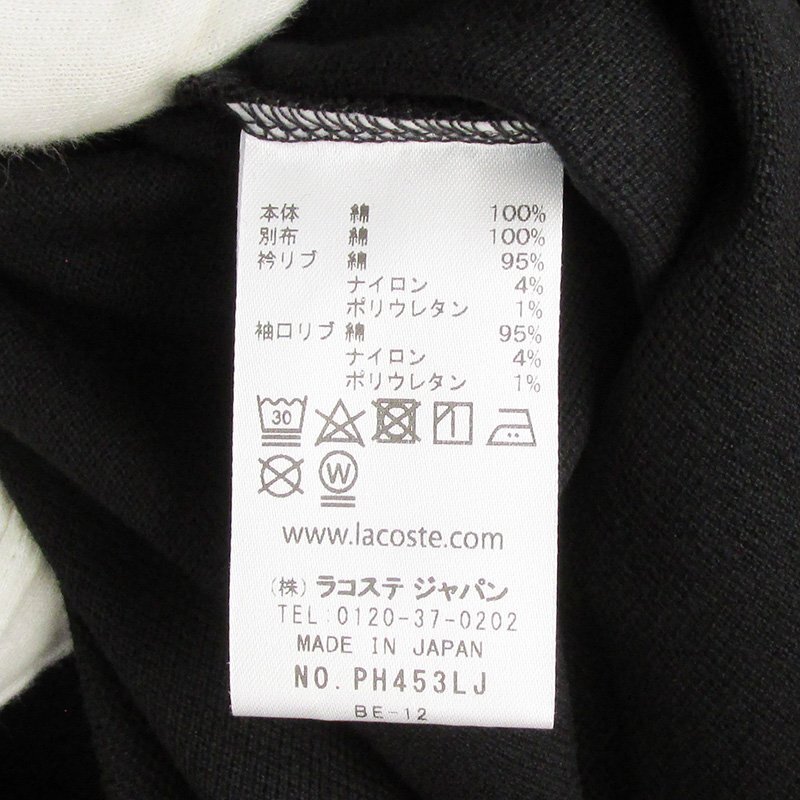 本体 綿 100%
別布 綿 100%
衿リブ 綿 95%
ナイロン 4%
ポリウレタン 1%
袖口リブ 綿 95%
ナイロン 4%
ポリウレタン 1%
30
W
www.lacoste.com
(株) ラコステ ジャパン
TEL:0120-37-0202
MADE IN JAPAN
NO. PH453LJ
BE-12